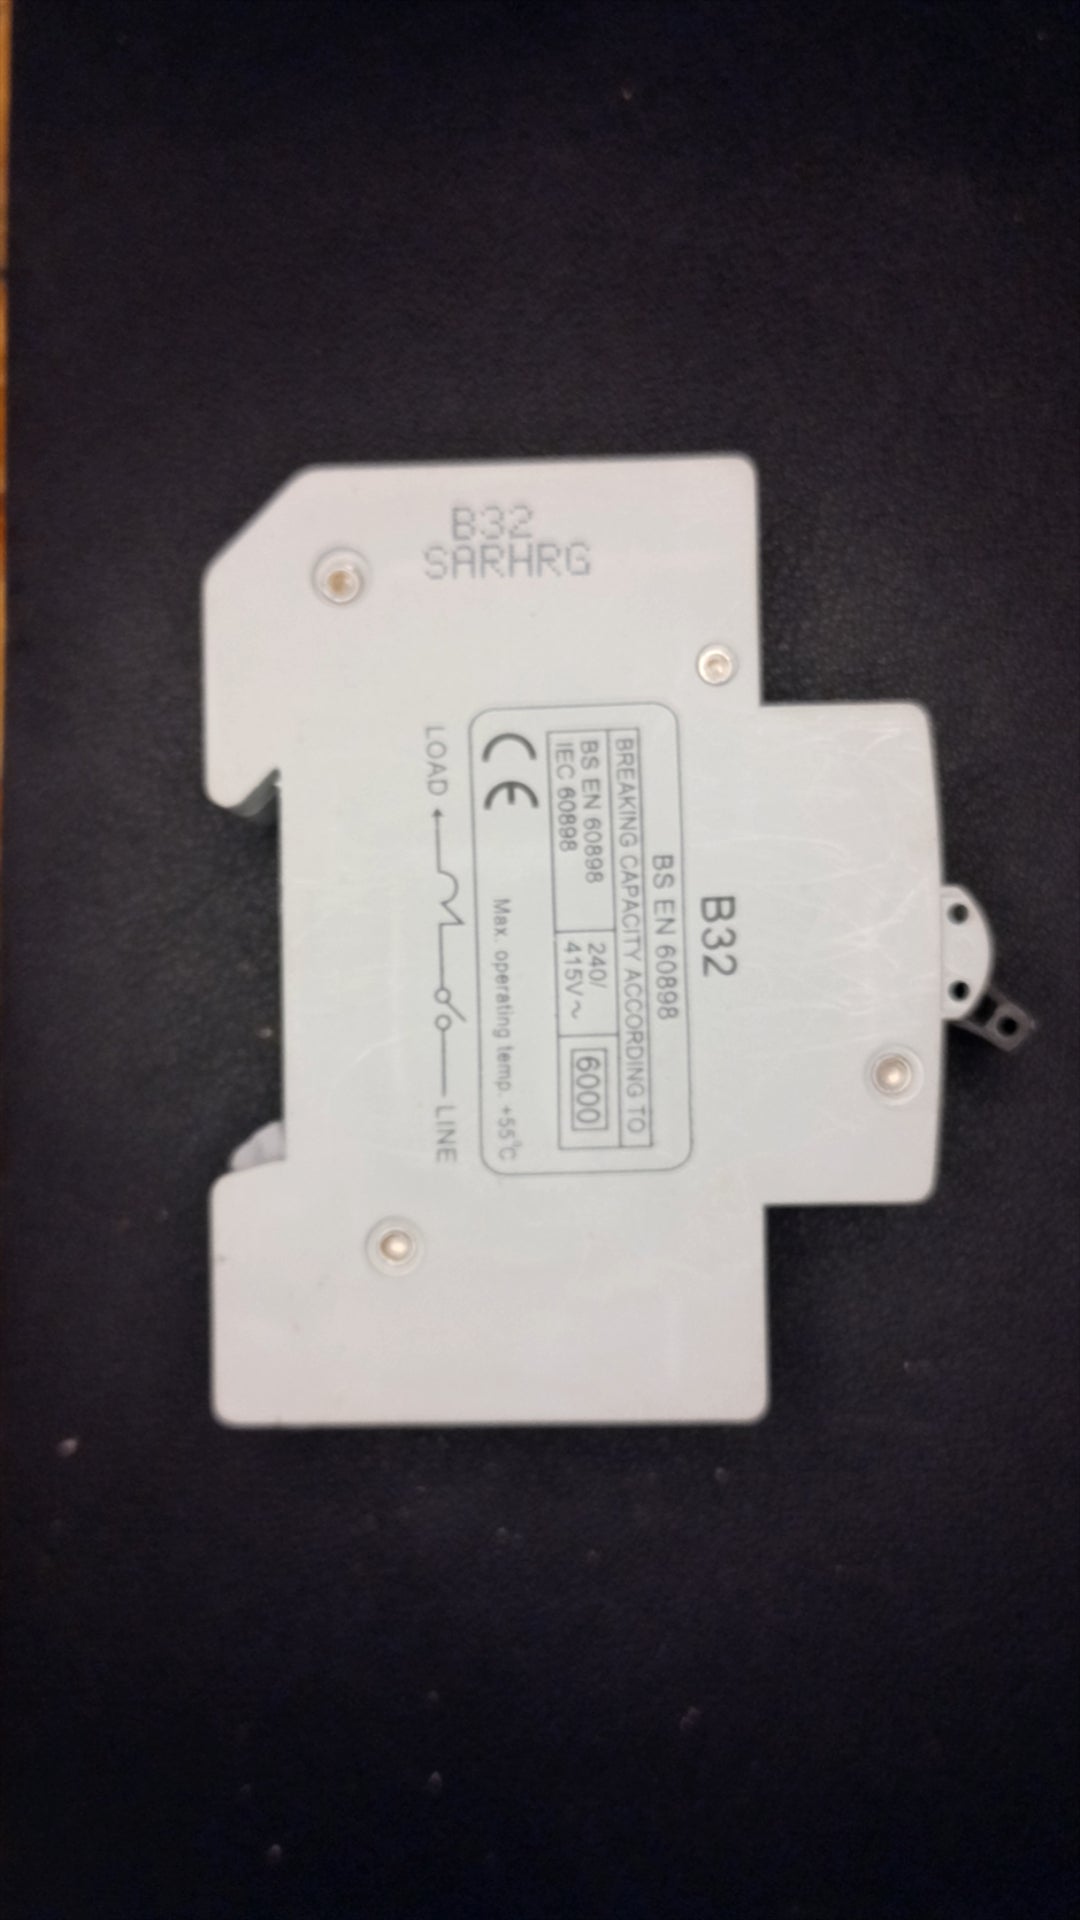 B32
SARHRG
B32
BS EN 60898
BREAKING CAPACITY ACCORDING TO
BS EN 60898
IEC 60898
240/
415V~
6000
CE
Max. operating temp. +55°C
LOAD
LINE